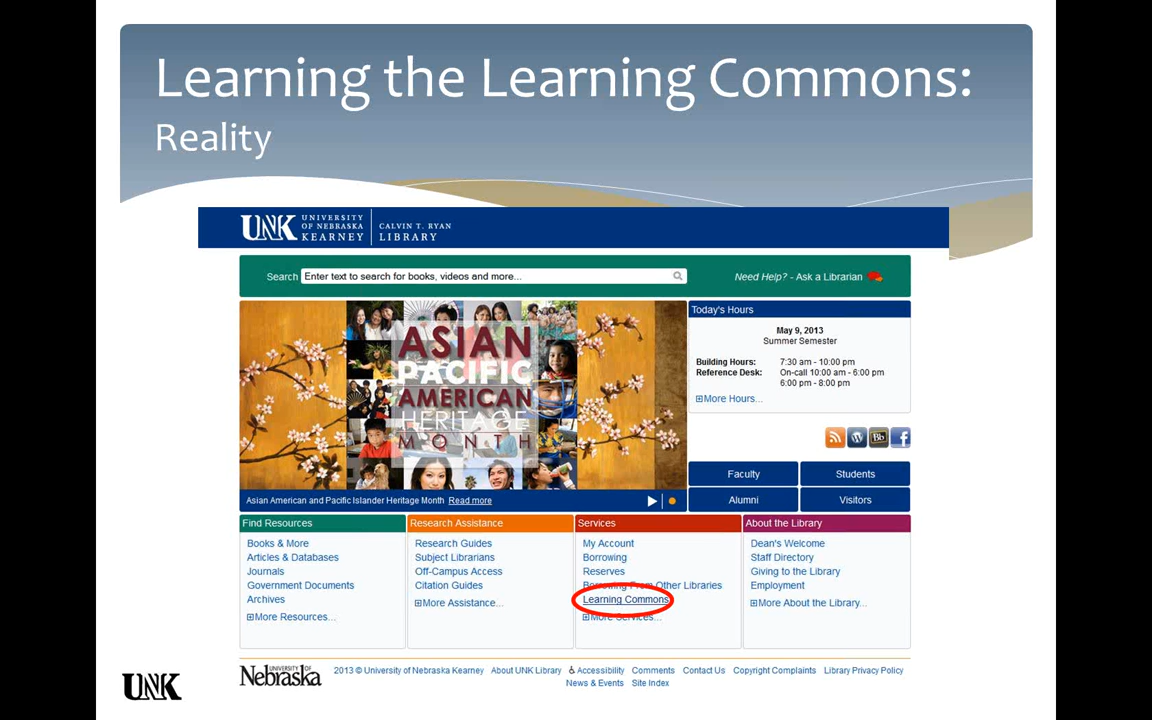 Learning the Learning Commons:
Reality
UNK UNIVERSITY OF NEBRASKA KEARNEY
CALVIN T. RYAN LIBRARY
Search Enter text to search for books, videos and more...
Need Help? - Ask a Librarian
ASIAN
PACIFIC
AMERICAN
HERITAGE
MONTH
Asian American and Pacific Islander Heritage Month Read more
Today's Hours
May 9, 2013
Summer Semester
Building Hours: 7:30 am - 10:00 pm
Reference Desk: On-call 10:00 am - 6:00 pm
6:00 pm - 8:00 pm
More Hours...
Bb
Faculty
Students
Alumni
Visitors
Find Resources
Books & More
Articles & Databases
Journals
Government Documents
Archives
More Resources...
Research Assistance
Research Guides
Subject Librarians
Off-Campus Access
Citation Guides
More Assistance...
Services
My Account
Borrowing
Reserves
Borrowing From Other Libraries
Learning Commons
More Services...
About the Library
Dean's Welcome
Staff Directory
Giving to the Library
Employment
More About the Library...
UNIVERSITY OF
Nebraska
2013 © University of Nebraska Kearney About UNK Library Accessibility Comments Contact Us Copyright Complaints Library Privacy Policy
News & Events Site Index
UNK